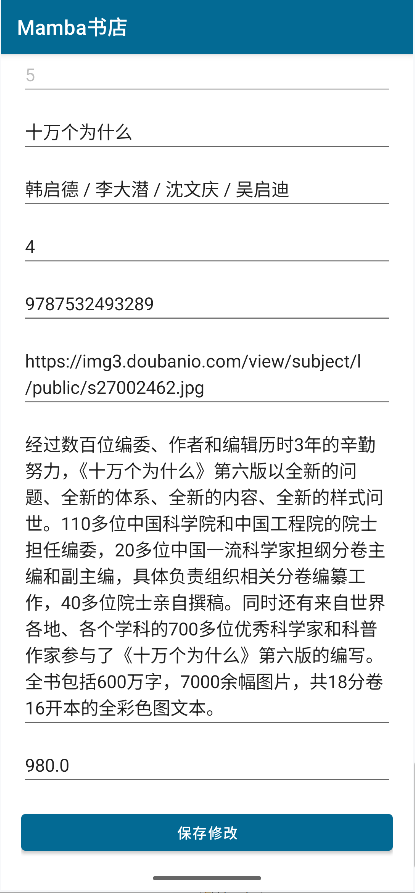 Mamba书店
5
十万个为什么
韩启德 / 李大潜 / 沈文庆 / 吴启迪
4
9787532493289
https://img3.doubanio.com/view/subject/l
/public/s27002462.jpg
经过数百位编委、作者和编辑历时3年的辛勤
努力，《十万个为什么》第六版以全新的问
题、全新的体系、全新的内容、全新的样式问
世。110多位中国科学院和中国工程院的院士
担任编委，20多位中国一流科学家担纲分卷主
编和副主编，具体负责组织相关分卷编纂工
作，40多位院士亲自撰稿。同时还有来自世界
各地、各个学科的700多位优秀科学家和科普
作家参与了《十万个为什么》第六版的编写。
全书包括600万字，7000余幅图片，共18分卷
16开本的全彩色图文本。
980.0
保存修改